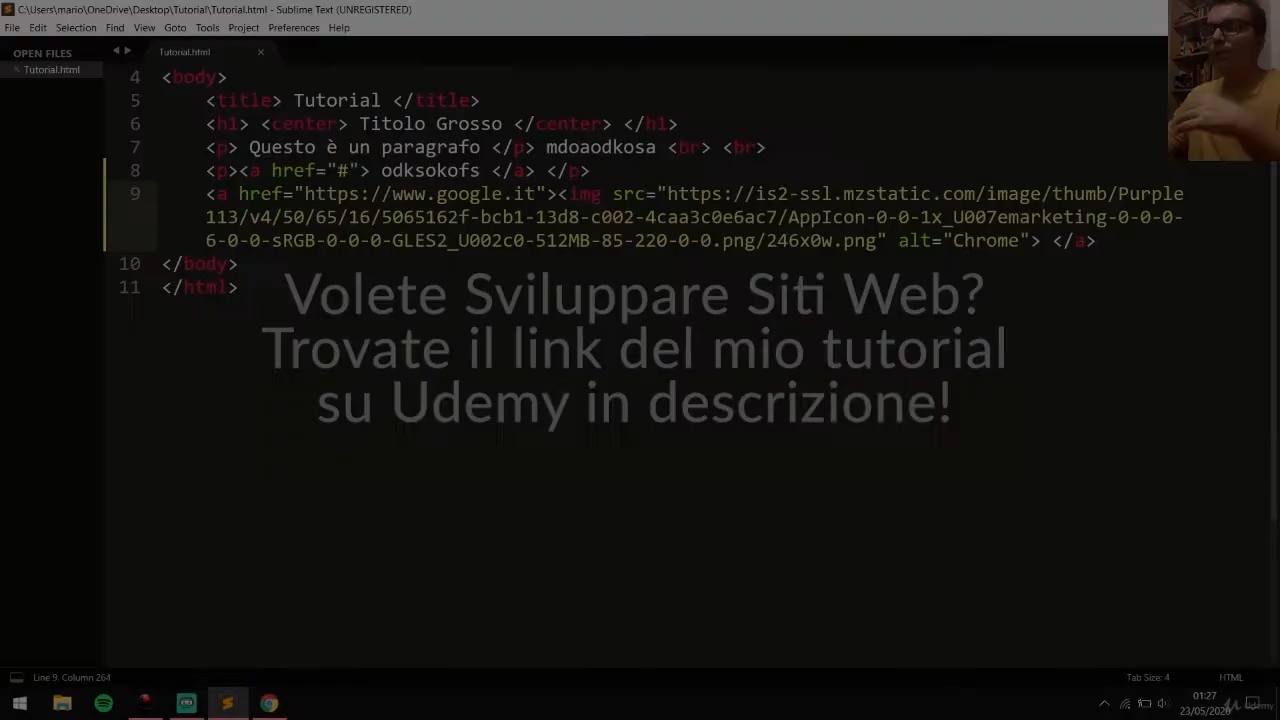 C:\Users\mario\OneDrive\Desktop\Tutorial\Tutorial.html - Sublime Text (UNREGISTERED)
File Edit Selection Find View Goto Tools Project Preferences Help
OPEN FILES
Tutorial.html
Tutorial.html
4 <body>
5 <title> Tutorial </title>
6 <h1> <center> Titolo Grosso </center> </h1>
7 <p> Questo è un paragrafo </p> mdoaodkosa <br> <br>
8 <p><a href="#"> odksokofs </a> </p>
9 <a href="https://www.google.it"><img src="https://is2-ssl.mzstatic.com/image/thumb/Purple
113/v4/50/65/16/5065162f-bcb1-13d8-c002-4caa3c0e6ac7/AppIcon-0-0-1x_U007emarketing-0-0-0-
6-0-0-sRGB-0-0-0-GLES2_U002c0-512MB-85-220-0-0.png/246x0w.png" alt="Chrome"> </a>
10 </body>
11 </html>
Volete Sviluppare Siti Web?
Trovate il link del mio tutorial
su Udemy in descrizione!
Line 9, Column 264
Tab Size: 4
HTML
01:27
23/05/2020
Udemy